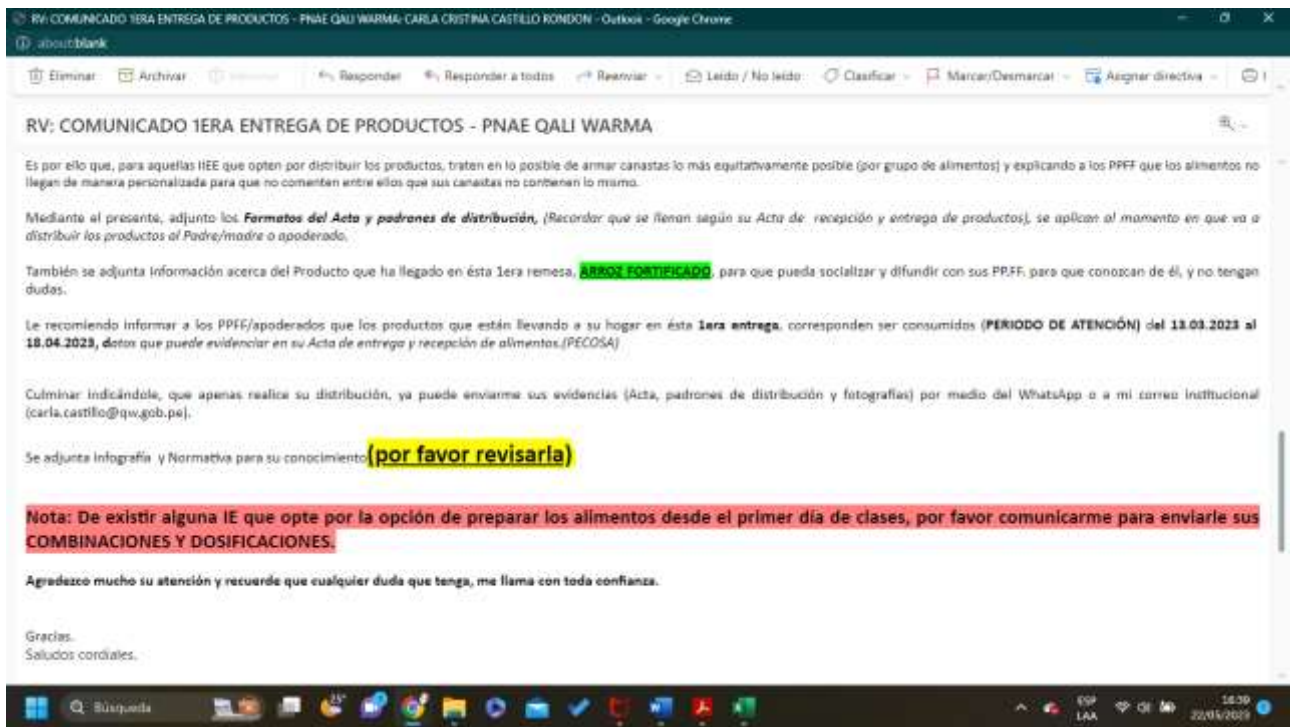 RV: COMUNICADO 1ERA ENTREGA DE PRODUCTOS - PNAE QALI WARMA: CARLA CRISTINA CASTILLO RONDON - Outlook - Google Chrome
about:blank
Eliminar Archivar Responder Responder a todos Reenviar Leído / No leído Clasificar Marcar/Desmarcar Asignar directiva
RV: COMUNICADO 1ERA ENTREGA DE PRODUCTOS - PNAE QALI WARMA
Es por ello que, para aquellas IIEE que opten por distribuir los productos, traten en lo posible de armar canastas lo más equitativamente posible (por grupo de alimentos) y explicando a los PPFF que los alimentos no
llegan de manera personalizada para que no comenten entre ellos que sus canastas no contienen lo mismo.
Mediante el presente, adjunto los Formatos del Acta y padrones de distribución, (Recordar que se llenan según su Acta de recepción y entrega de productos), se aplican al momento en que va a
distribuir los productos al Padre/madre o apoderado.
También se adjunta información acerca del Producto que ha llegado en ésta 1era remesa, ARROZ FORTIFICADO, para que pueda socializar y difundir con sus PP.FF. para que conozcan de él, y no tengan
dudas.
Le recomiendo informar a los PPFF/apoderados que los productos que están llevando a su hogar en ésta 1era entrega, corresponden ser consumidos (PERIODO DE ATENCIÓN) del 13.03.2023 al
18.04.2023, datos que puede evidenciar en su Acta de entrega y recepción de alimentos.(PECOSA)
Culminar indicándole, que apenas realice su distribución, ya puede enviarme sus evidencias (Acta, padrones de distribución y fotografías) por medio del WhatsApp o a mi correo institucional
(carla.castillo@qw.gob.pe).
Se adjunta infografía y Normativa para su conocimiento(por favor revisarla)
Nota: De existir alguna IE que opte por la opción de preparar los alimentos desde el primer día de clases, por favor comunicarme para enviarle sus
COMBINACIONES Y DOSIFICACIONES.
Agradezco mucho su atención y recuerde que cualquier duda que tenga, me llama con toda confianza.
Gracias.
Saludos cordiales.
Búsqueda 25° ESP 16:39
LAA 22/05/2023